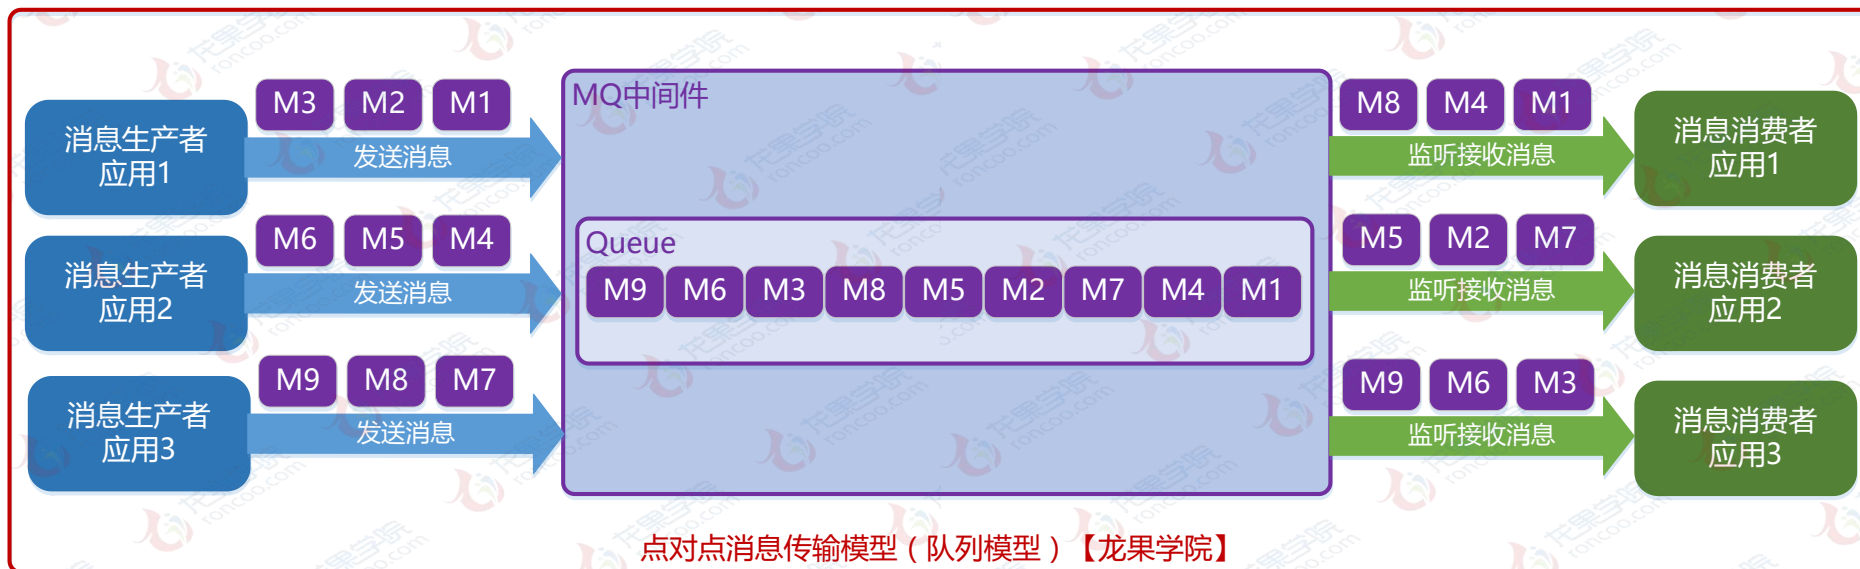 消息生产者
应用1
M3 M2 M1
发送消息
消息生产者
应用2
M6 M5 M4
发送消息
消息生产者
应用3
M9 M8 M7
发送消息
MQ中间件
Queue
M9 M6 M3 M8 M5 M2 M7 M4 M1
M8 M4 M1
监听接收消息
消息消费者
应用1
M5 M2 M7
监听接收消息
消息消费者
应用2
M9 M6 M3
监听接收消息
消息消费者
应用3
点对点消息传输模型（队列模型）【龙果学院】
龙果学院
roncoo.com